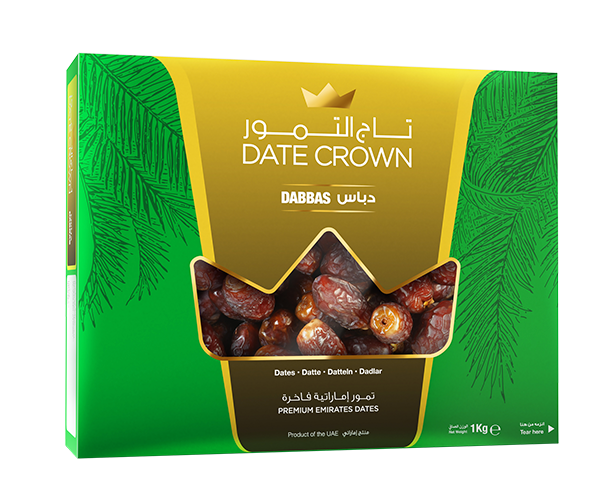 تاج التمور
DATE CROWN
DABBAS دباس
Dates • Datte • Dattein • Dadlar
تمور إماراتية فاخرة
PREMIUM EMIRATES DATES
Product of the UAE منتج إماراتي
الوزن الصافي
Net Weight 1Kg ℮
Tear here